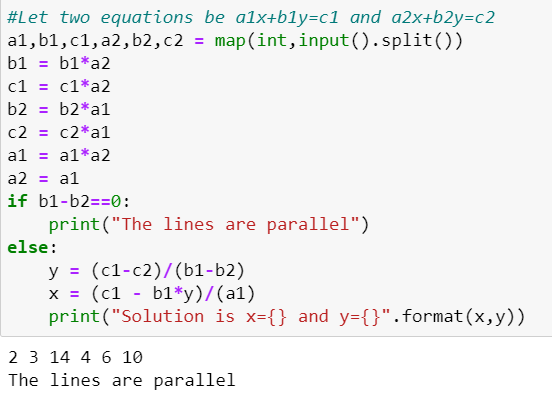 #Let two equations be a1x+b1y=c1 and a2x+b2y=c2
a1,b1,c1,a2,b2,c2 = map(int,input().split())
b1 = b1*a2
c1 = c1*a2
b2 = b2*a1
c2 = c2*a1
a1 = a1*a2
a2 = a1
if b1-b2==0:
    print("The lines are parallel")
else:
    y = (c1-c2)/(b1-b2)
    x = (c1 - b1*y)/(a1)
    print("Solution is x={} and y={}".format(x,y))
2 3 14 4 6 10
The lines are parallel